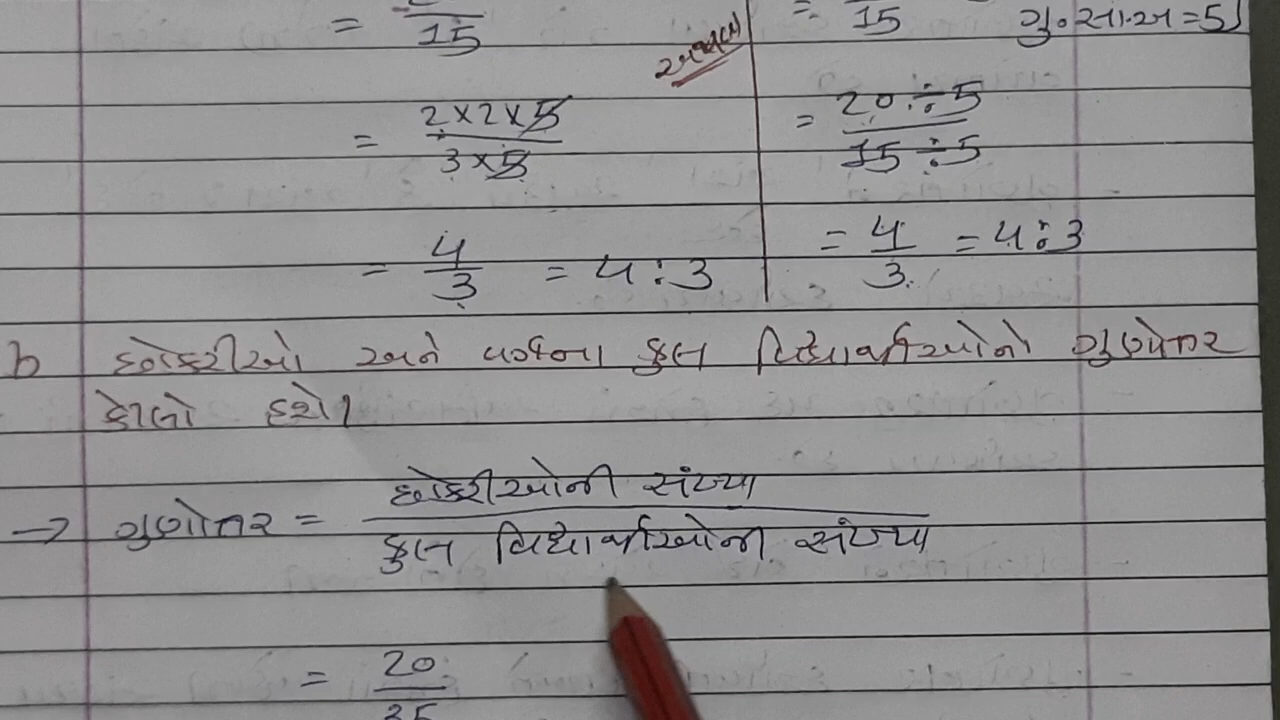 = /15
= /15 ગુ.સા.અ = 5
અથવા
= 2 × 2 × 5 / 3 × 5
= 20 ÷ 5 / 15 ÷ 5
= 4/3 = 4 : 3
= 4/3 = 4 : 3
b છોકરીઓ અને વર્ગના કુલ વિદ્યાર્થીઓનો ગુણોત્તર
કેટલો હશે?
→ ગુણોત્તર = છોકરીઓની સંખ્યા
કુલ વિદ્યાર્થીઓની સંખ્યા
= 20
35